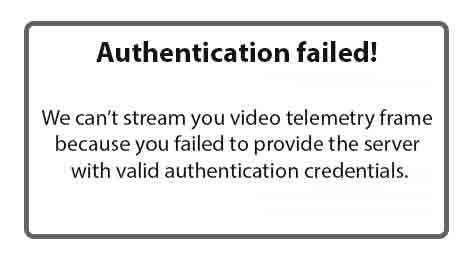 Authentication failed!
We can’t stream you video telemetry frame
because you failed to provide the server
with valid authentication credentials.